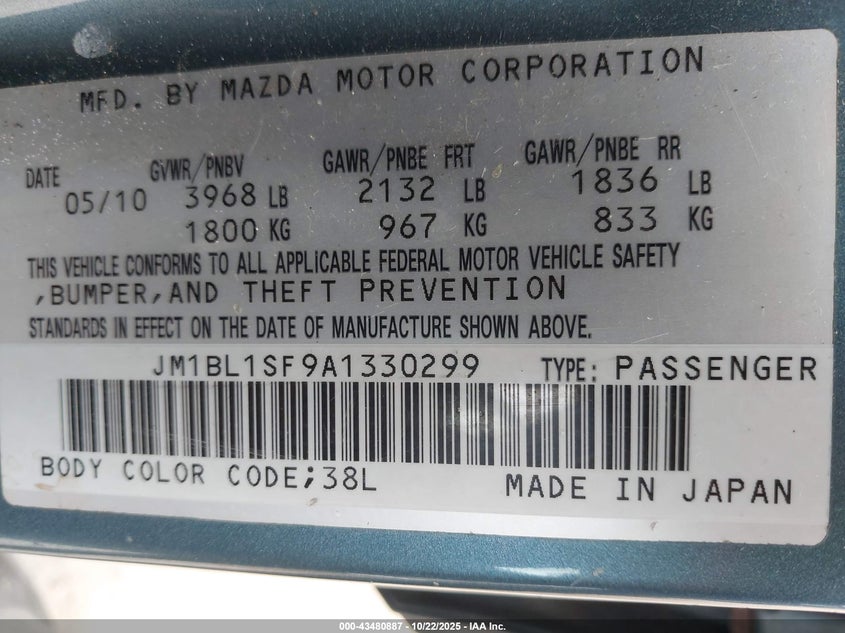 MFD. BY MAZDA MOTOR CORPORATION
DATE GVWR/PNBV GAWR/PNBE FRT GAWR/PNBE RR
05/10 3968 LB 2132 LB 1836 LB
1800 KG 967 KG 833 KG
THIS VEHICLE CONFORMS TO ALL APPLICABLE FEDERAL MOTOR VEHICLE SAFETY
,BUMPER,AND THEFT PREVENTION
STANDARDS IN EFFECT ON THE DATE OF MANUFACTURE SHOWN ABOVE.
JM1BL1SF9A1330299 TYPE: PASSENGER
BODY COLOR CODE;38L MADE IN JAPAN
000-43480887 - 10/22/2025 - IAA Inc.